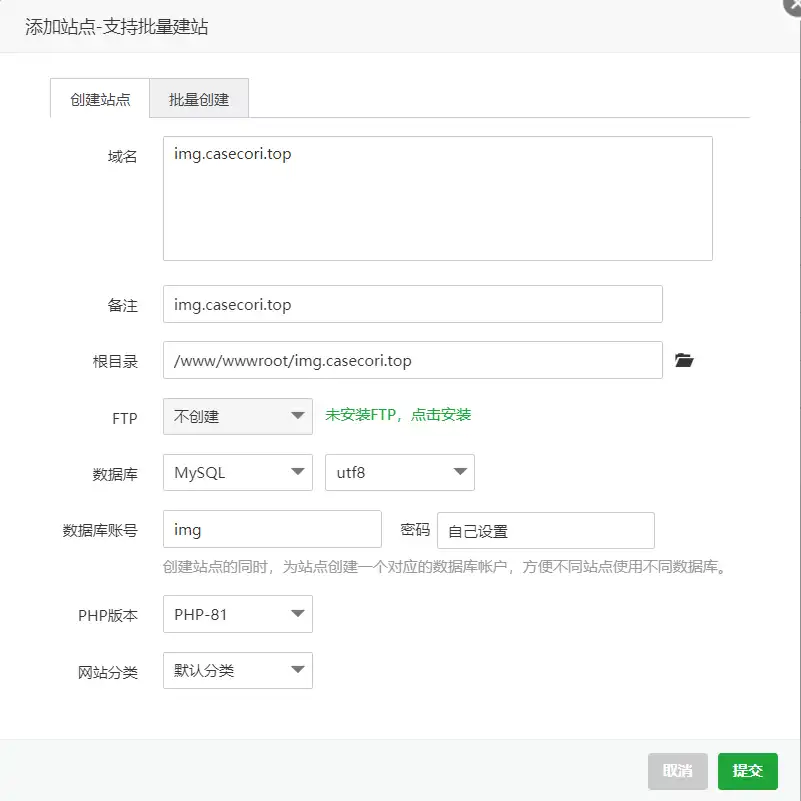 添加站点-支持批量建站
创建站点 批量创建
域名 img.casecori.top
备注 img.casecori.top
根目录 /www/wwwroot/img.casecori.top
FTP 不创建 未安装FTP，点击安装
数据库 MySQL utf8
数据库账号 img 密码 自己设置
创建站点的同时，为站点创建一个对应的数据库帐户，方便不同站点使用不同数据库。
PHP版本 PHP-81
网站分类 默认分类
取消 提交